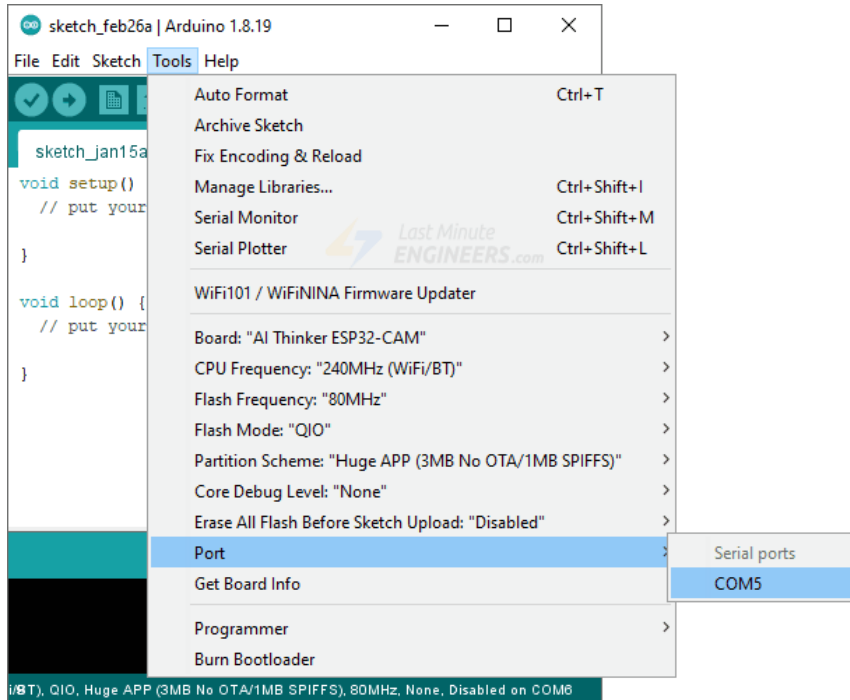 sketch_feb26a | Arduino 1.8.19
File Edit Sketch Tools Help
sketch_jan15a
void setup()
// put your
}
void loop() {
// put your
}
Auto Format Ctrl+T
Archive Sketch
Fix Encoding & Reload
Manage Libraries... Ctrl+Shift+I
Serial Monitor Ctrl+Shift+M
Serial Plotter Ctrl+Shift+L
Last Minute
ENGINEERS.com
WiFi101 / WiFiNINA Firmware Updater
Board: "AI Thinker ESP32-CAM"
CPU Frequency: "240MHz (WiFi/BT)"
Flash Frequency: "80MHz"
Flash Mode: "QIO"
Partition Scheme: "Huge APP (3MB No OTA/1MB SPIFFS)"
Core Debug Level: "None"
Erase All Flash Before Sketch Upload: "Disabled"
Port
Serial ports
COM5
Get Board Info
Programmer
Burn Bootloader
i/BT), QIO, Huge APP (3MB No OTA/1MB SPIFFS), 80MHz, None, Disabled on COM6